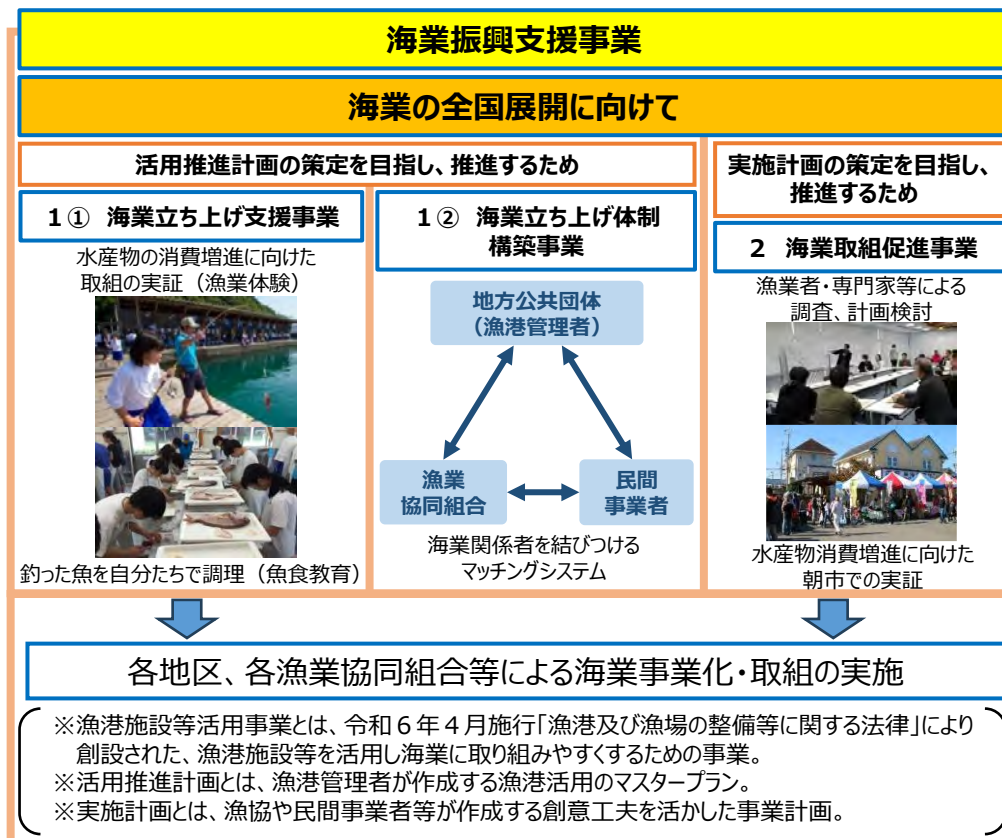 海業振興支援事業
海業の全国展開に向けて
活用推進計画の策定を目指し、推進するため
1① 海業立ち上げ支援事業
水産物の消費増進に向けた
取組の実証（漁業体験）
釣った魚を自分たちで調理（魚食教育）
1② 海業立ち上げ体制
構築事業
地方公共団体
（漁港管理者）
漁業
協同組合
民間
事業者
海業関係者を結びつける
マッチングシステム
実施計画の策定を目指し、
推進するため
2 海業取組促進事業
漁業者・専門家等による
調査、計画検討
水産物消費増進に向けた
朝市での実証
各地区、各漁業協同組合等による海業事業化・取組の実施
※漁港施設等活用事業とは、令和６年４月施行「漁港及び漁場の整備等に関する法律」により
創設された、漁港施設等を活用し海業に取り組みやすくするための事業。
※活用推進計画とは、漁港管理者が作成する漁港活用のマスタープラン。
※実施計画とは、漁協や民間事業者等が作成する創意工夫を活かした事業計画。